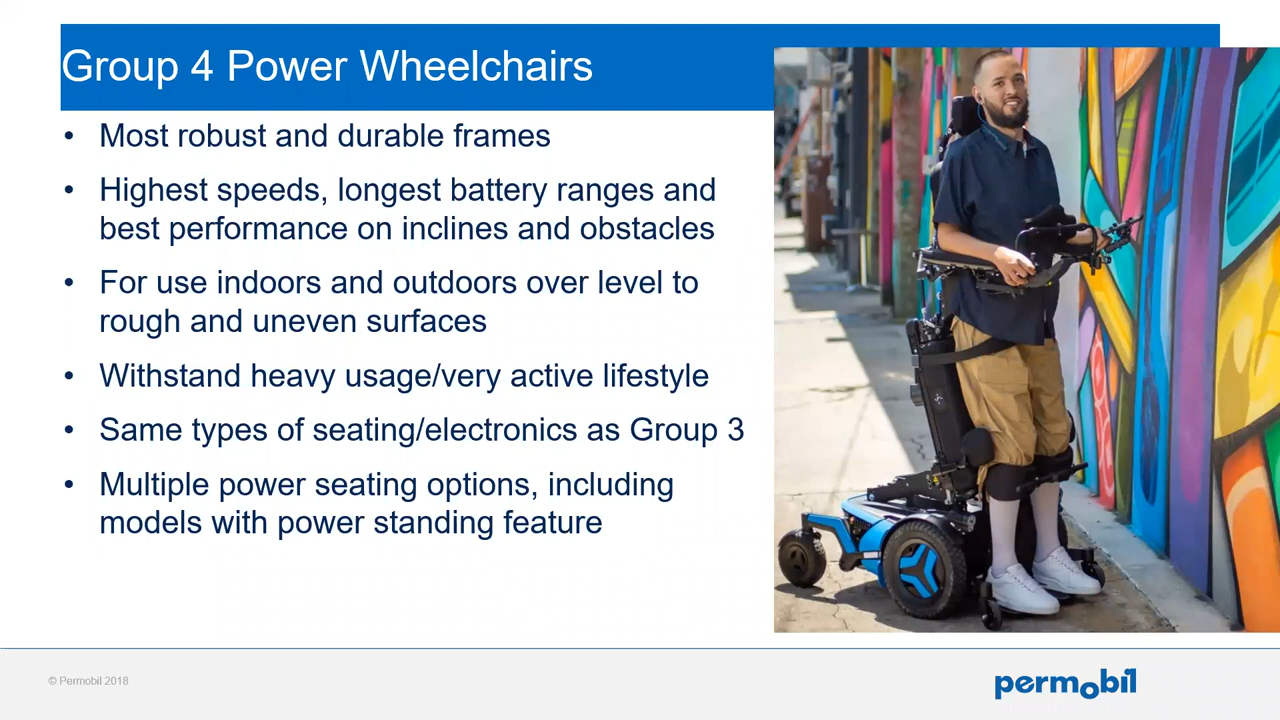 Group 4 Power Wheelchairs
• Most robust and durable frames
• Highest speeds, longest battery ranges and
best performance on inclines and obstacles
• For use indoors and outdoors over level to
rough and uneven surfaces
• Withstand heavy usage/very active lifestyle
• Same types of seating/electronics as Group 3
• Multiple power seating options, including
models with power standing feature
© Permobil 2018
permobil